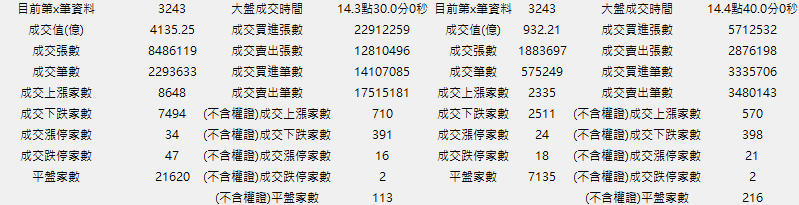 目前第x筆資料 3243 大盤成交時間 14.3點30.0分0秒 目前第x筆資料 3243 大盤成交時間 14.4點40.0分0秒
成交值(億) 4135.25 成交買進張數 22912259 成交值(億) 932.21 成交買進張數 5712532
成交張數 8486119 成交賣出張數 12810496 成交張數 1883697 成交賣出張數 2876198
成交筆數 2293633 成交買進筆數 14107085 成交筆數 575249 成交買進筆數 3335706
成交上漲家數 8648 成交賣出筆數 17515181 成交上漲家數 2335 成交賣出筆數 3480143
成交下跌家數 7494 (不含權證)成交上漲家數 710 成交下跌家數 2511 (不含權證)成交上漲家數 570
成交漲停家數 34 (不含權證)成交下跌家數 391 成交漲停家數 24 (不含權證)成交下跌家數 398
成交跌停家數 47 (不含權證)成交漲停家數 16 成交跌停家數 18 (不含權證)成交漲停家數 21
平盤家數 21620 (不含權證)成交跌停家數 2 平盤家數 7135 (不含權證)成交跌停家數 2
(不含權證)平盤家數 113 (不含權證)平盤家數 216